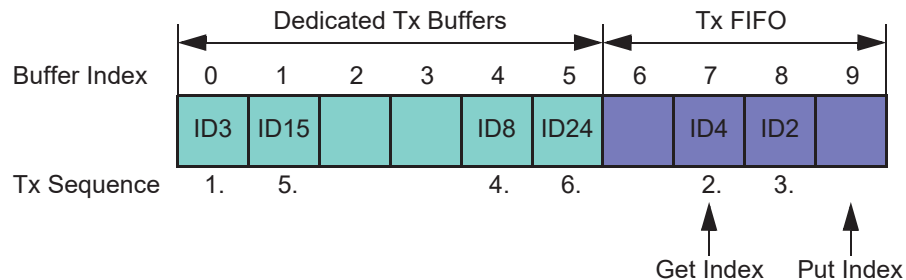 Dedicated Tx Buffers Tx FIFO
Buffer Index 0 1 2 3 4 5 6 7 8 9
ID3 ID15 ID8 ID24 ID4 ID2
Tx Sequence 1. 5. 4. 6. 2. 3.
Get Index Put Index